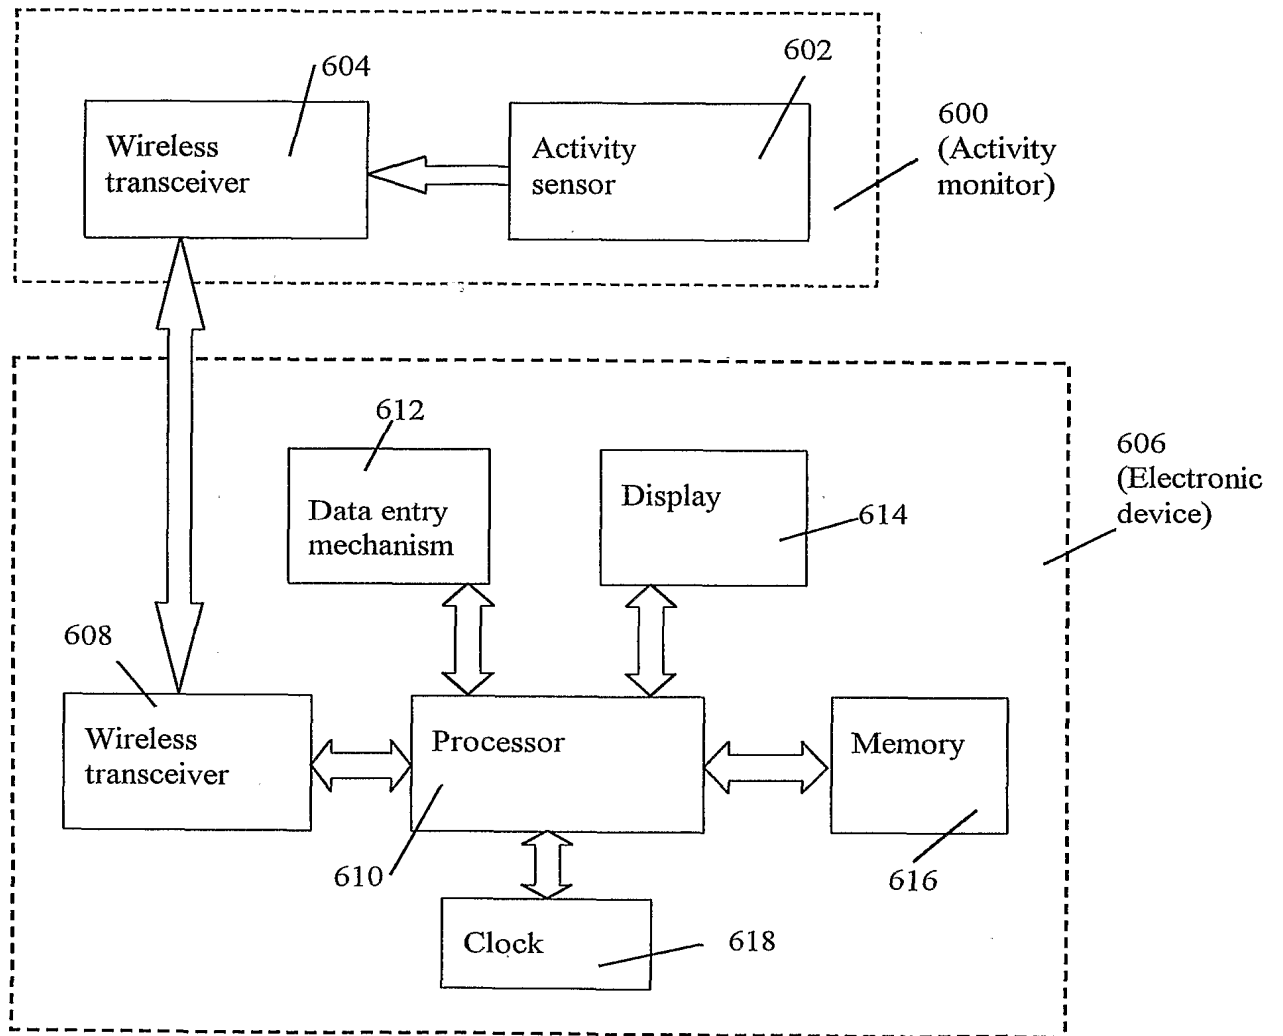 604
602
Wireless
transceiver
Activity
sensor
600
(Activity
monitor)
612
Data entry
mechanism
Display
614
606
(Electronic
device)
608
Wireless
transceiver
Processor
Memory
610
616
Clock
618